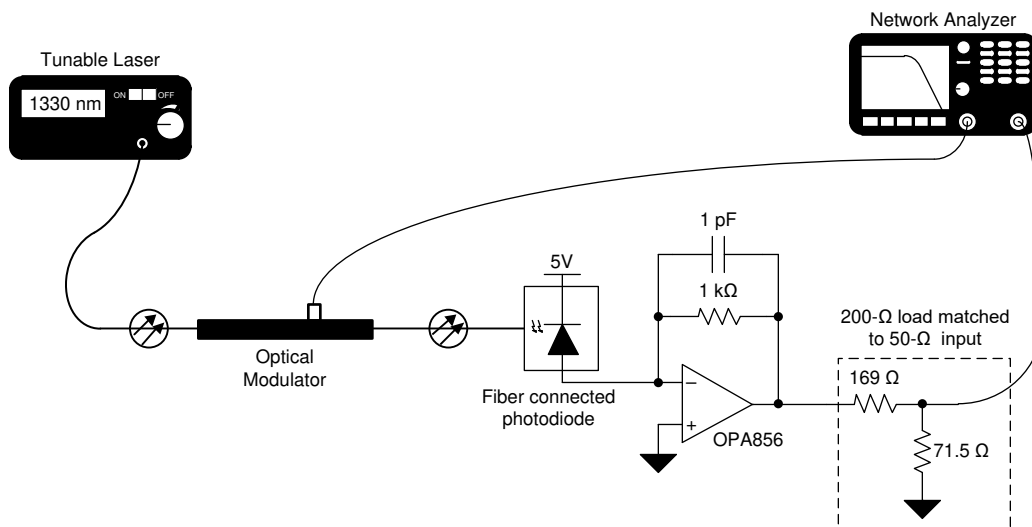 Network Analyzer
Tunable Laser
1330 nm
ON
OFF
1 pF
5V
1 kΩ
200-Ω load matched
to 50-Ω input
Optical
Modulator
169 Ω
Fiber connected
photodiode
−
+
OPA856
71.5 Ω